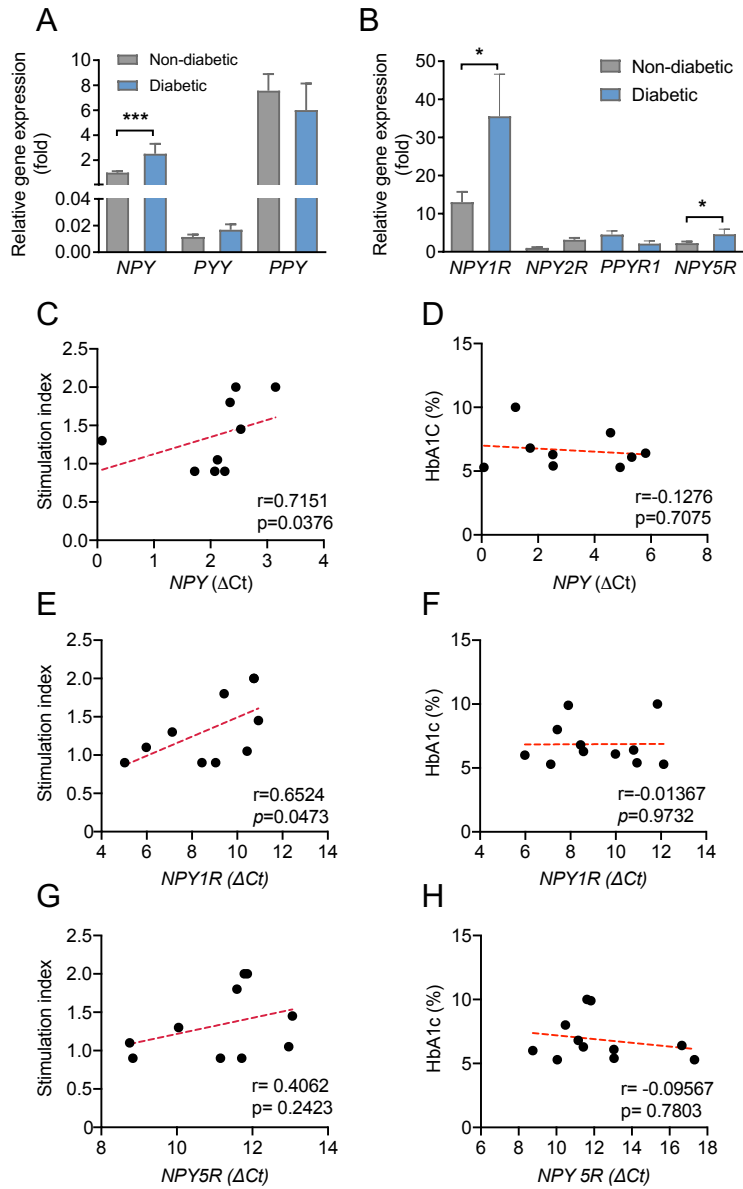 A
Relative gene expression
(fold)
10
8
6
4
2
0.04
0.02
0.00
Non-diabetic
Diabetic
***
NPY
PYY
PPY
B
Relative gene expression
(fold)
50
40
30
20
10
0
*
Non-diabetic
Diabetic
*
NPY1R
NPY2R
PPYR1
NPY5R
C
Stimulation index
2.5
2.0
1.5
1.0
0.5
0.0
r=0.7151
p=0.0376
0
1
2
3
4
NPY (ΔCt)
D
HbA1C (%)
15
10
5
0
r=-0.1276
p=0.7075
0
2
4
6
8
NPY (ΔCt)
E
Stimulation index
2.5
2.0
1.5
1.0
0.5
0
r=0.6524
p=0.0473
4
6
8
10
12
14
NPY1R (ΔCt)
F
HbA1c (%)
15
10
5
0
r=-0.01367
p=0.9732
4
6
8
10
12
14
NPY1R (ΔCt)
G
Stimulation index
2.5
2.0
1.5
1.0
0.5
0
r= 0.4062
p= 0.2423
8
10
12
14
NPY5R (ΔCt)
H
HbA1c (%)
15
10
5
0
r= -0.09567
p= 0.7803
6
8
10
12
14
16
18
NPY 5R (ΔCt)